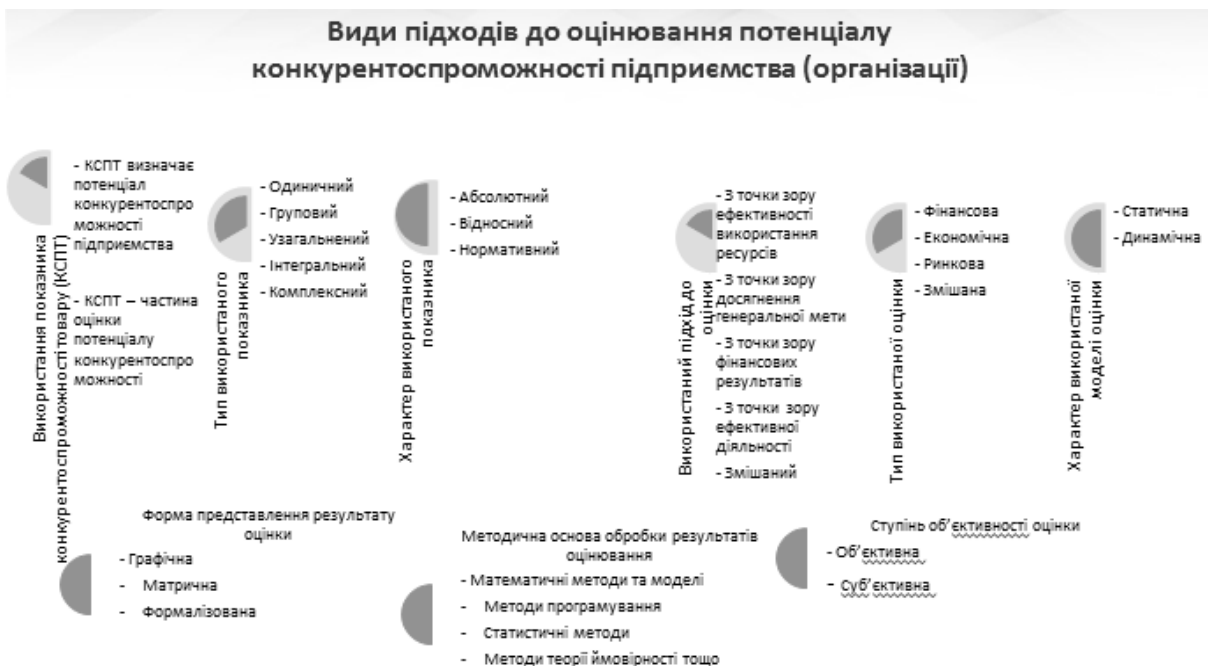 Види підходів до оцінювання потенціалу
конкурентоспроможності підприємства (організації)
Використання показника
конкурентоспроможності товару (КСПТ)
- КСПТ визначає
потенціал
конкурентоспро
можності
підприємства
- КСПТ – частина
оцінки
потенціалу
конкурентоспро
можності
Тип використаного
показника
- Одиничний
- Груповий
- Узагальнений
- Інтегральний
- Комплексний
Характер використаного
показника
- Абсолютний
- Відносний
- Нормативний
Використаний підхід до
оцінки
- З точки зору
ефективності
використання
ресурсів
- З точки зору
досягнення
генеральної мети
- З точки зору
фінансових
результатів
- З точки зору
ефективної
діяльності
- Змішаний
Тип використаної оцінки
- Фінансова
- Економічна
- Ринкова
- Змішана
Характер використаної
моделі оцінки
- Статична
- Динамічна
Форма представлення результату
оцінки
- Графічна
- Матрична
- Формалізована
Методична основа обробки результатів
оцінювання
- Математичні методи та моделі
- Методи програмування
- Статистичні методи
- Методи теорії ймовірності тощо
Ступінь об’єктивності оцінки
- Об’єктивна
- Суб’єктивна